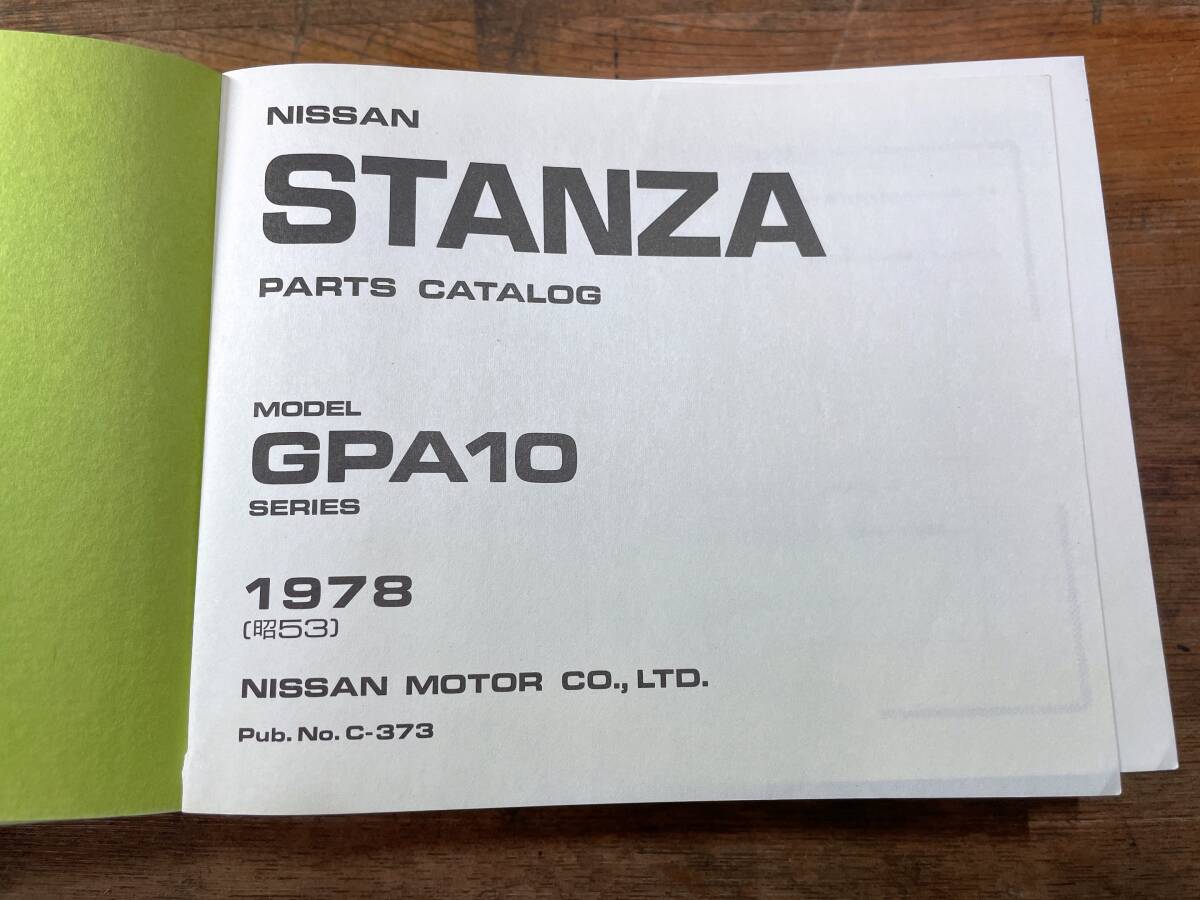 NISSAN
STANZA
PARTS CATALOG
MODEL
GPA10
SERIES
1978
(昭53)
NISSAN MOTOR CO., LTD.
Pub. No. C-373